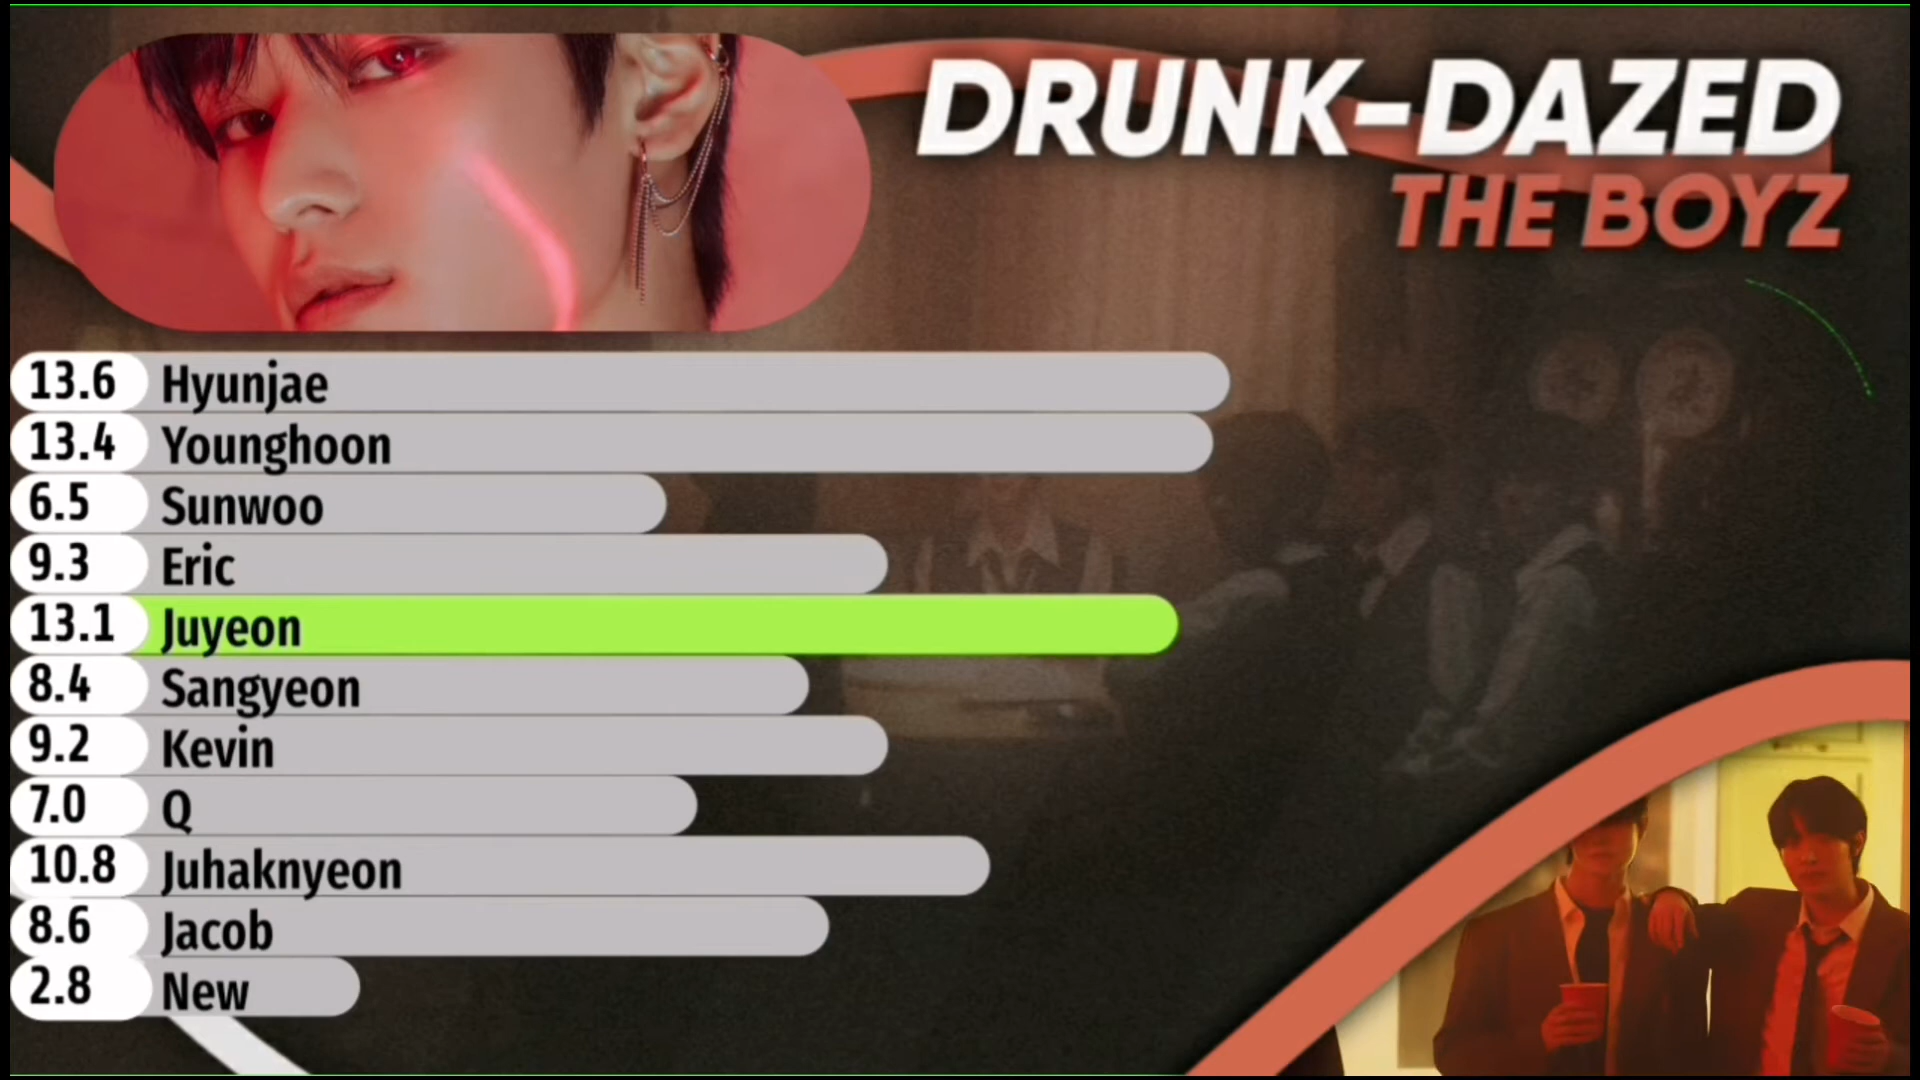 DRUNK-DAZED
THE BOYZ
13.6 Hyunjae
13.4 Younghoon
6.5 Sunwoo
9.3 Eric
13.1 Juyeon
8.4 Sangyeon
9.2 Kevin
7.0 Q
10.8 Juhaknyeon
8.6 Jacob
2.8 New